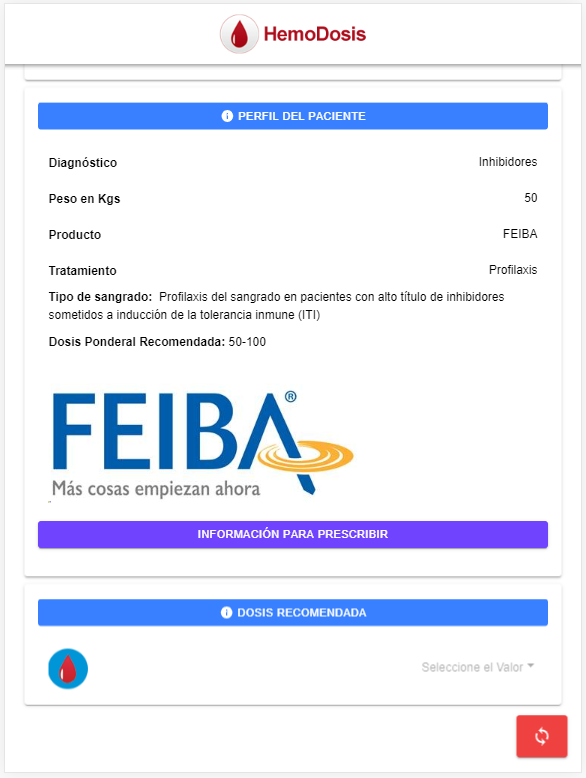 HemoDosis
PERFIL DEL PACIENTE
Diagnóstico Inhibidores
Peso en Kgs 50
Producto FEIBA
Tratamiento Profilaxis
Tipo de sangrado: Profilaxis del sangrado en pacientes con alto título de inhibidores
sometidos a inducción de la tolerancia inmune (ITI)
Dosis Ponderal Recomendada: 50-100
FEIBA®
Más cosas empiezan ahora
INFORMACIÓN PARA PRESCRIBIR
DOSIS RECOMENDADA
Seleccione el Valor